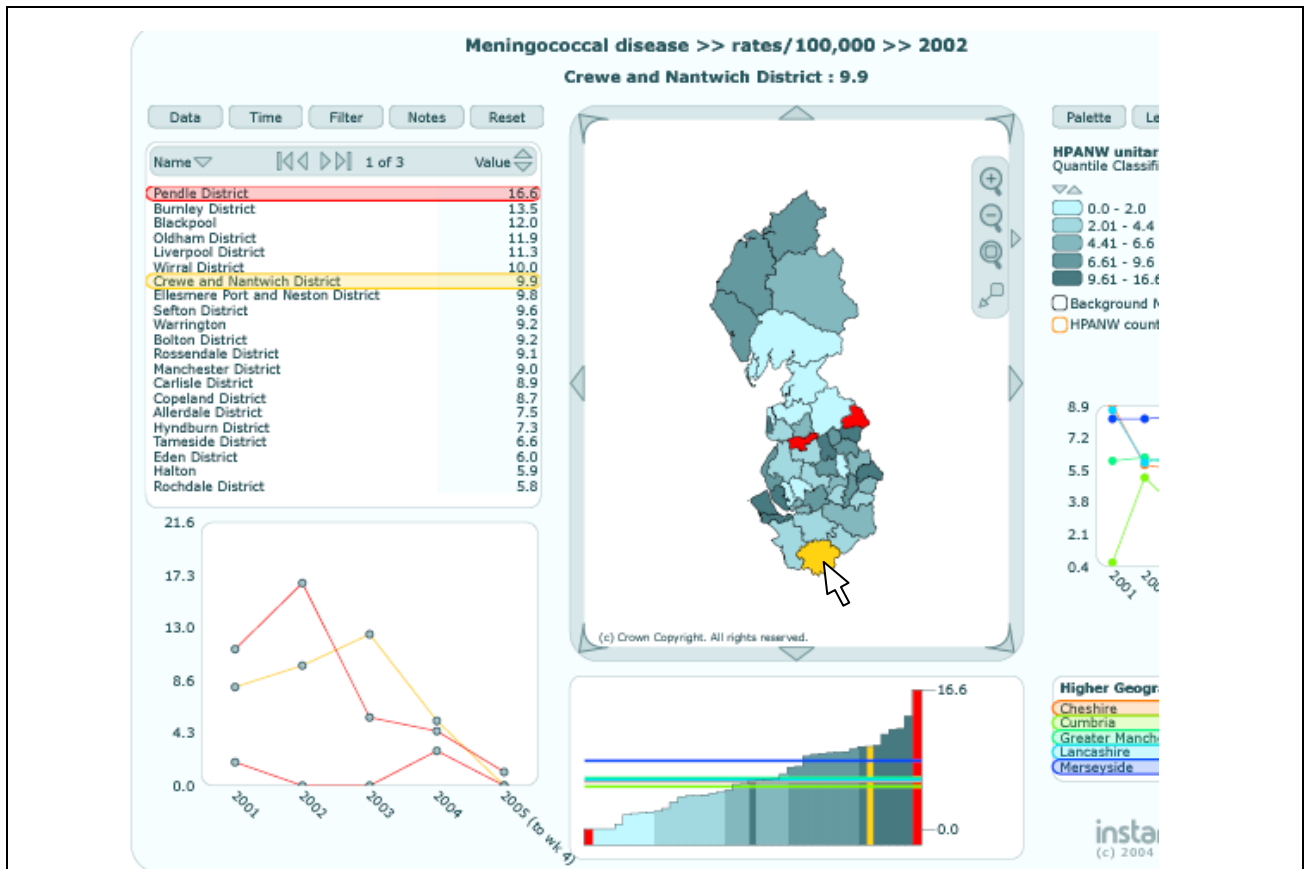 Meningococcal disease >> rates/100,000 >> 2002
Crewe and Nantwich District : 9.9
Data Time Filter Notes Reset
Name 1 of 3 Value
Pendle District 16.6
Burnley District 13.5
Blackpool 12.0
Oldham District 11.9
Liverpool District 11.3
Wirral District 10.0
Crewe and Nantwich District 9.9
Ellesmere Port and Neston District 9.8
Sefton District 9.6
Warrington 9.2
Bolton District 9.2
Rossendale District 9.1
Manchester District 9.0
Carlisle District 8.9
Copeland District 8.7
Allerdale District 7.5
Hyndburn District 7.3
Tameside District 6.6
Eden District 6.0
Halton 5.9
Rochdale District 5.8
21.6
17.3
13.0
8.6
4.3
0.0
2001 2002 2003 2004 2005 (to wk 4)
(c) Crown Copyright. All rights reserved.
16.6
0.0
Palette Le
HPANW unitar
Quantile Classifi
0.0 - 2.0
2.01 - 4.4
4.41 - 6.6
6.61 - 9.6
9.61 - 16.6
Background N
HPANW count
8.9
7.2
5.5
3.8
2.1
0.4
2001 200
Higher Geogra
Cheshire
Cumbria
Greater Manche
Lancashire
Merseyside
insta
(c) 2004